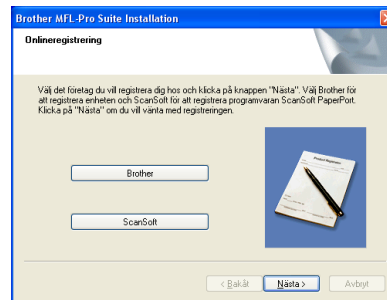 Brother MFL-Pro Suite Installation
Onlineregistrering
Välj det företag du vill registrera dig hos och klicka på knappen "Nästa". Välj Brother för
att registrera enheten och ScanSoft för att registrera programvaran ScanSoft PaperPort.
Klicka på "Nästa" om du vill vänta med registreringen.
Brother
ScanSoft
< Bakåt
Nästa >
Avbryt